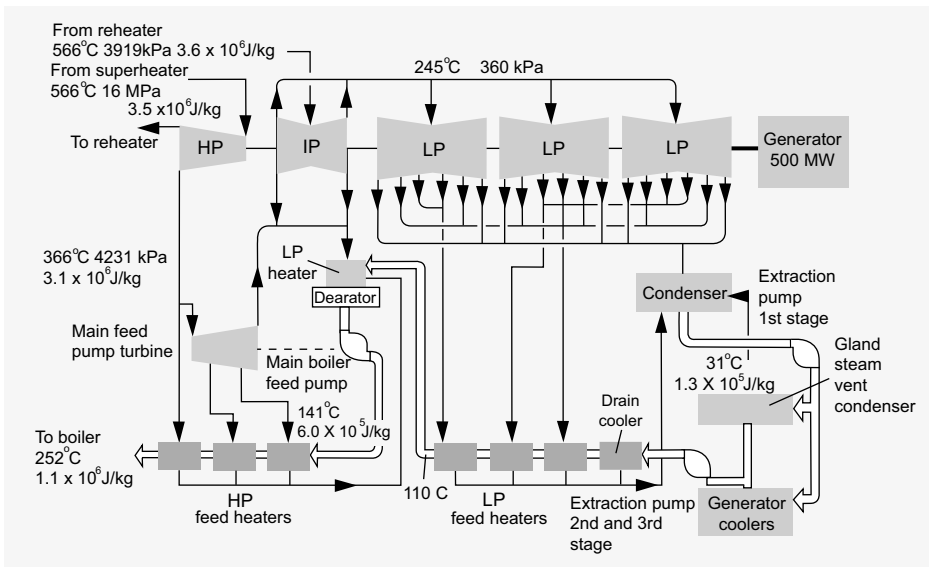 From reheater
566°C 3919kPa 3.6 x 10⁶J/kg
From superheater
566°C 16 MPa
3.5 x10⁶J/kg
To reheater
245°C 360 kPa
HP
IP
LP
LP
LP
Generator
500 MW
366°C 4231 kPa
3.1 x 10⁶J/kg
LP
heater
Dearator
Condenser
Extraction
pump
1st stage
Main feed
pump turbine
Main boiler
feed pump
31°C
1.3 X 10⁵J/kg
Gland
steam
vent
condenser
141°C
6.0 X 10⁵J/kg
Drain
cooler
To boiler
252°C
1.1 x 10⁶J/kg
110 C
HP
feed heaters
LP
feed heaters
Extraction pump
2nd and 3rd
stage
Generator
coolers